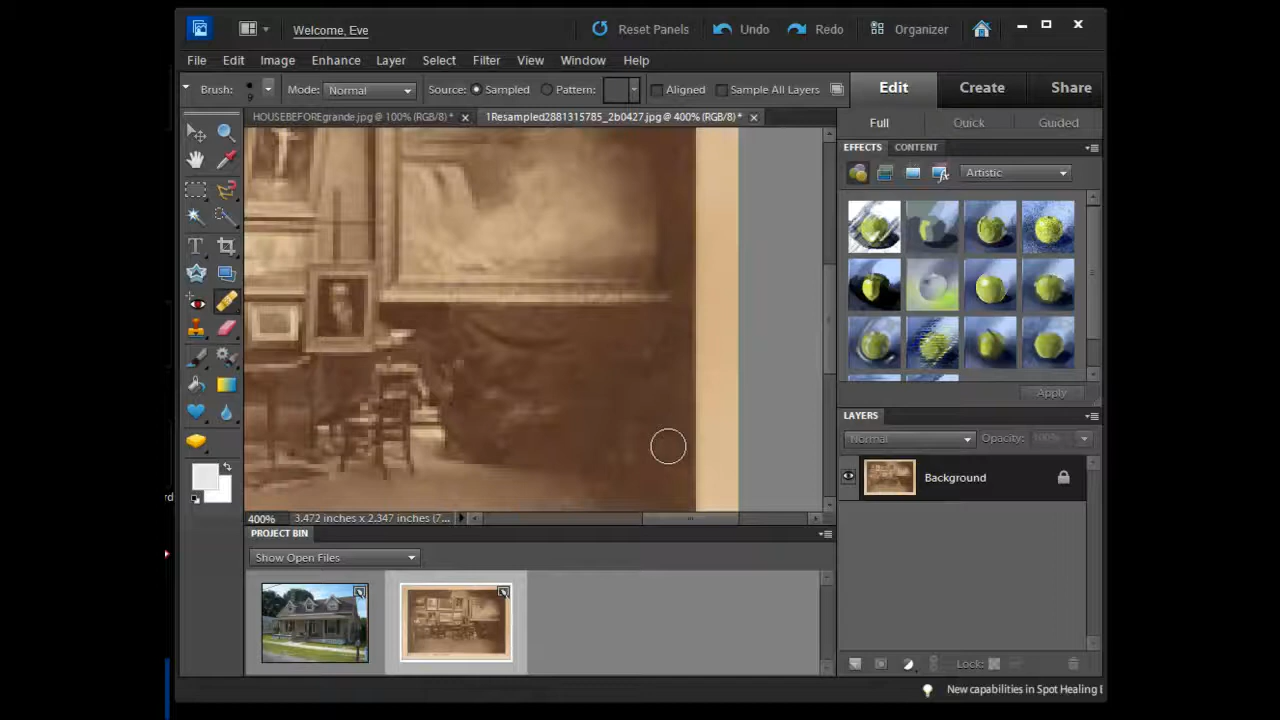 Welcome, Eve
Reset Panels
Undo
Redo
Organizer
File Edit Image Enhance Layer Select Filter View Window Help
Brush: 9 Mode: Normal Source: Sampled Pattern: Aligned Sample All Layers
Edit Create Share
HOUSEBEFOREgrande.jpg @ 100% (RGB/8) *
1Resampled2881315785_2b0427.jpg @ 400% (RGB/8) *
Full Quick Guided
EFFECTS CONTENT
Artistic
Apply
LAYERS
Normal Opacity: 100%
Background
400% 3.472 inches x 2.347 inches (7...
PROJECT BIN
Show Open Files
Lock:
New capabilities in Spot Healing